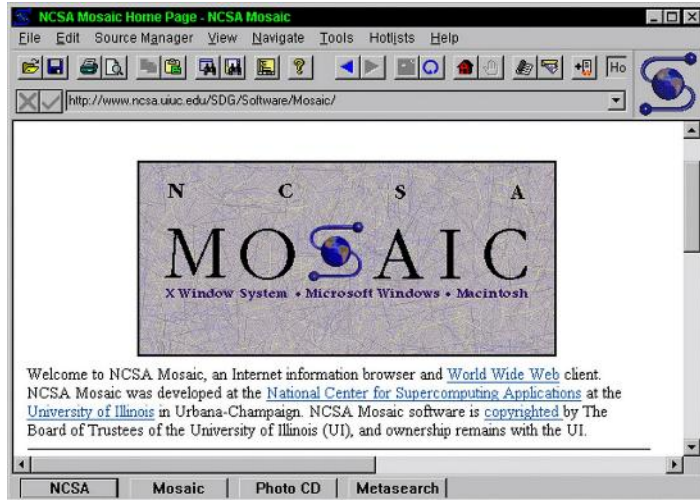 NCSA Mosaic Home Page - NCSA Mosaic
File Edit Source Manager View Navigate Tools Hotlists Help
Ho
http://www.ncsa.uiuc.edu/SDG/Software/Mosaic/
N C S A
MOSAIC
X Window System • Microsoft Windows • Macintosh
Welcome to NCSA Mosaic, an Internet information browser and World Wide Web client.
NCSA Mosaic was developed at the National Center for Supercomputing Applications at the
University of Illinois in Urbana-Champaign. NCSA Mosaic software is copyrighted by The
Board of Trustees of the University of Illinois (UI), and ownership remains with the UI.
NCSA Mosaic Photo CD Metasearch